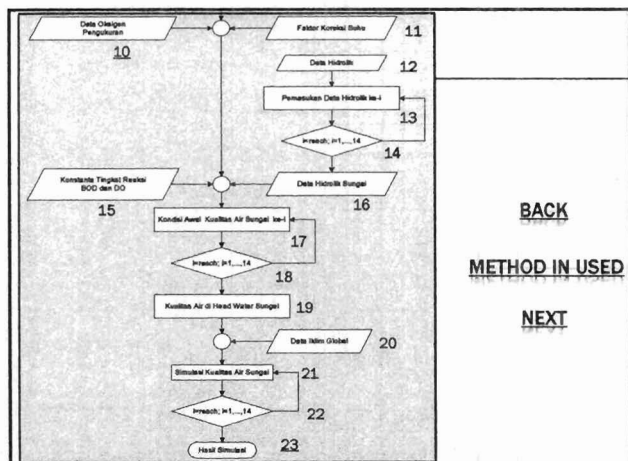 Data Oksigen
Pengukuran
10
Faktor Koreksi Suhu
11
Data Hidrolik
12
Pemasukan Data Hidrolik ke-i
13
i=reach; i=1,...,14
14
Konstanta Tingkat Reaksi
BOD dan DO
15
Data Hidrolik Sungai
16
Kondisi Awal Kualitas Air Sungai ke-i
17
i=reach; i=1,...,14
18
Kualitas Air di Head Water Sungai
19
Data Iklim Global
20
Simulasi Kualitas Air Sungai
21
i=reach; i=1,...,14
22
Hasil Simulasi
23
BACK
METHOD IN USED
NEXT